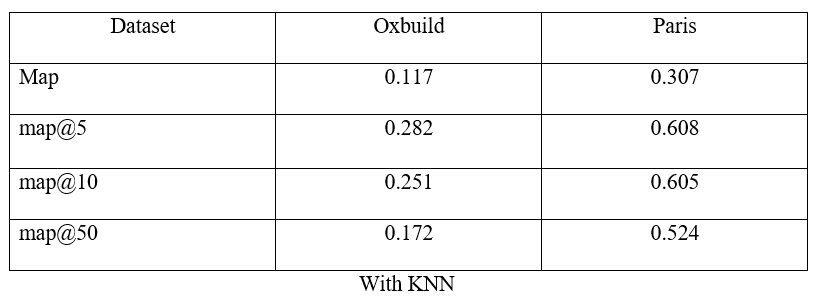 Dataset Oxbuild Paris
Map 0.117 0.307
map@5 0.282 0.608
map@10 0.251 0.605
map@50 0.172 0.524
With KNN